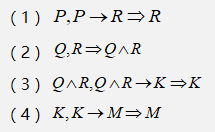 (1) P,P→R⇒R
(2) Q,R⇒Q∧R
(3) Q∧R,Q∧R→K⇒K
(4) K,K→M⇒M